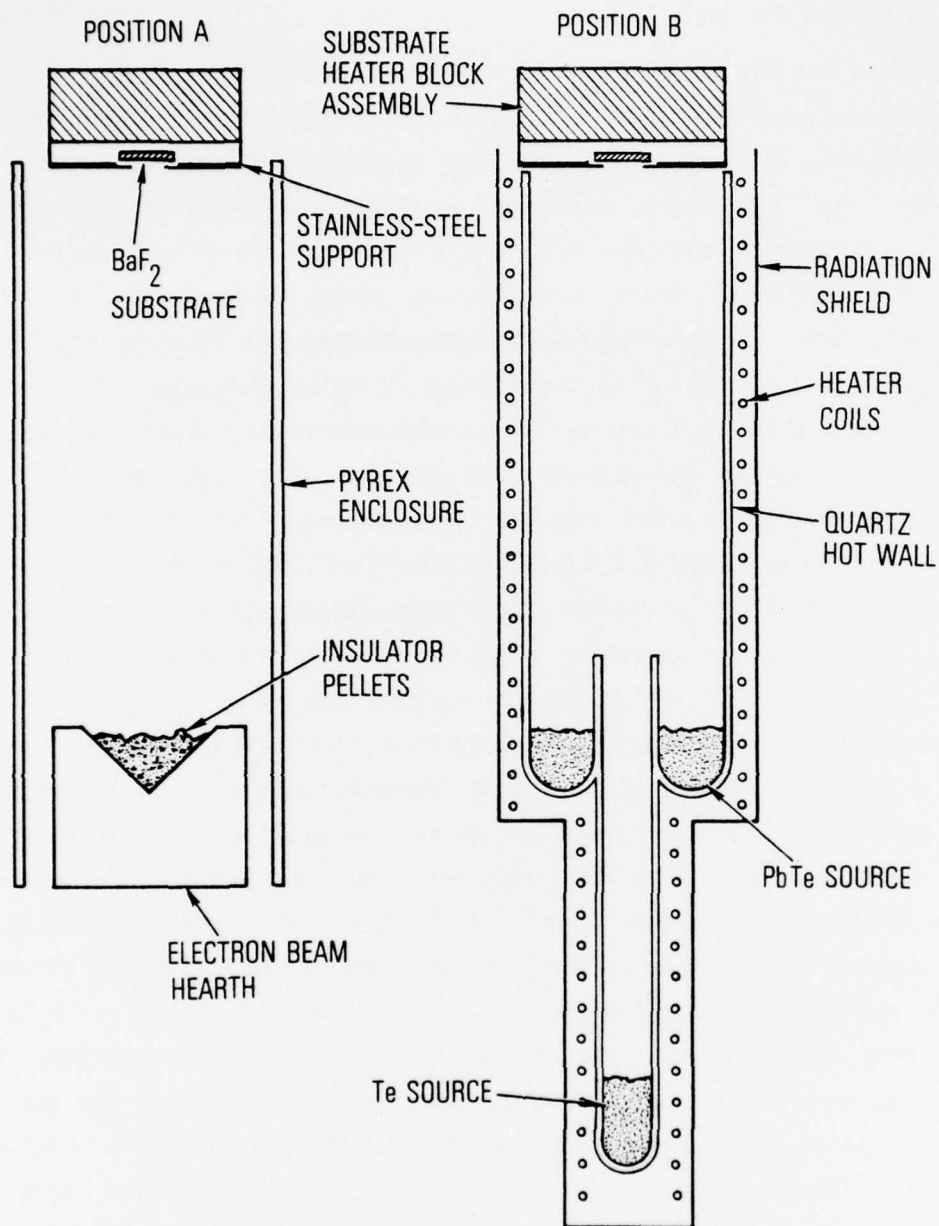 POSITION A
SUBSTRATE
HEATER BLOCK
ASSEMBLY
POSITION B
BaF2
SUBSTRATE
STAINLESS-STEEL
SUPPORT
RADIATION
SHIELD
HEATER
COILS
PYREX
ENCLOSURE
QUARTZ
HOT WALL
INSULATOR
PELLETS
PbTe SOURCE
ELECTRON BEAM
HEARTH
Te SOURCE